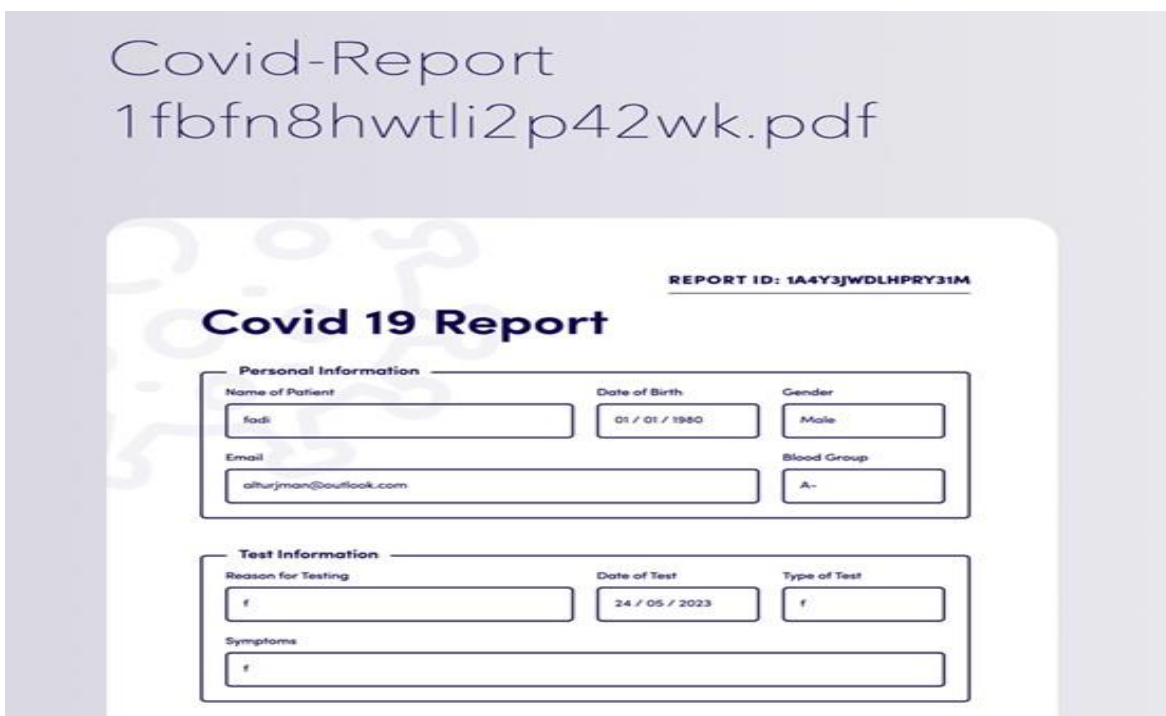 Covid-Report
1fbfn8hwtli2p42wk.pdf
REPORT ID: 1A4Y3JWDLHPRY31M
Covid 19 Report
Personal Information
Name of Patient Date of Birth Gender
fadi 01 / 01 / 1980 Male
Email Blood Group
alturjman@outlook.com A-
Test Information
Reason for Testing Date of Test Type of Test
f 24 / 05 / 2023 f
Symptoms
f